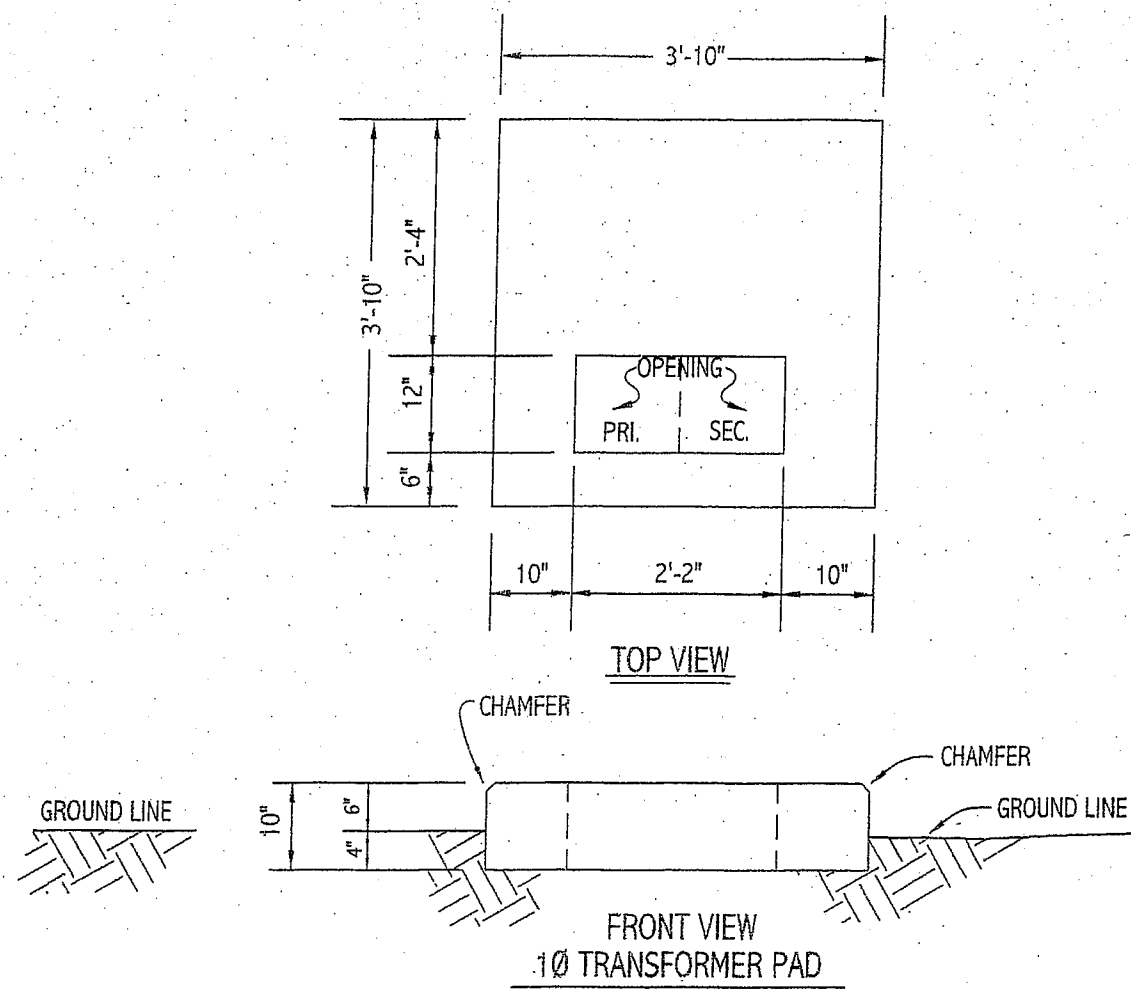 3'-10"
2'-4"
3'-10"
12"
6"
OPENING
PRI. SEC.
10" 2'-2" 10"
TOP VIEW
CHAMFER
CHAMFER
GROUND LINE
GROUND LINE
10"
6"
4"
FRONT VIEW
1Ø TRANSFORMER PAD